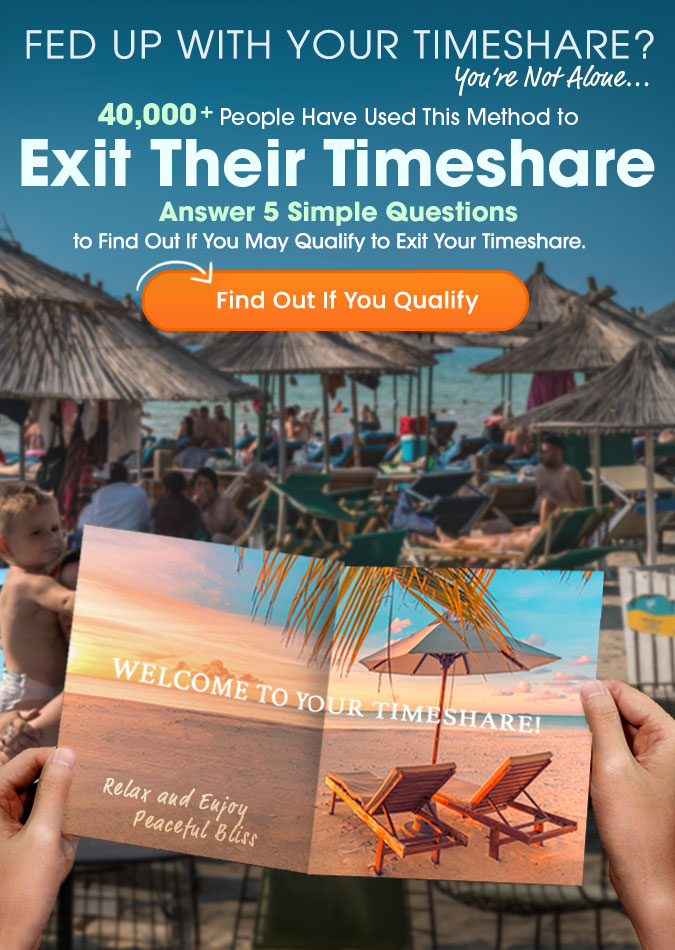 FED UP WITH YOUR TIMESHARE?
You're Not Alone...
40,000+ People Have Used This Method to
Exit Their Timeshare
Answer 5 Simple Questions
to Find Out If You May Qualify to Exit Your Timeshare.
Find Out If You Qualify
WELCOME TO YOUR TIMESHARE!
Relax and Enjoy
Peaceful Bliss